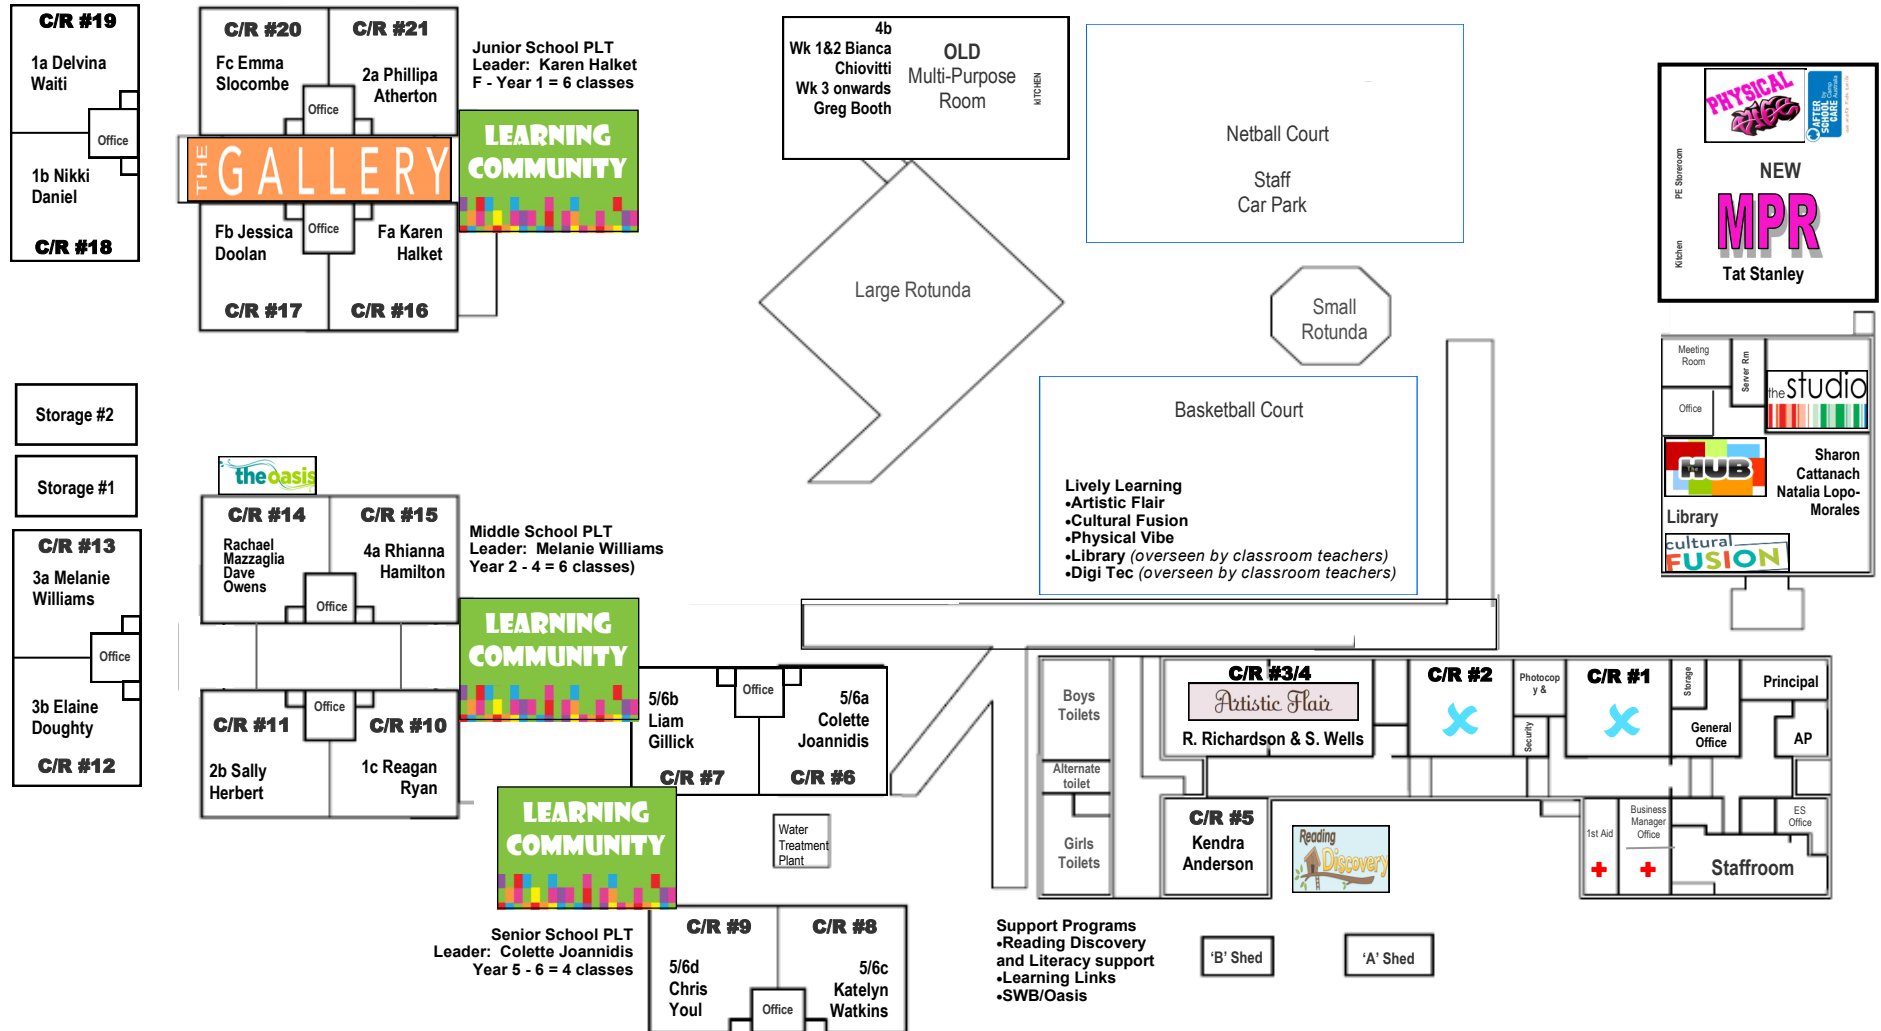 C/R #19
1a Delvina
Waiti
Office
1b Nikki
Daniel
C/R #18
C/R #20
Fc Emma
Slocombe
C/R #21
2a Phillipa
Atherton
Office
THE GALLERY
Office
Fb Jessica
Doolan
C/R #17
Fa Karen
Halket
C/R #16
Junior School PLT
Leader: Karen Halket
F - Year 1 = 6 classes
LEARNING
COMMUNITY
4b
Wk 1&2 Bianca
Chiovitti
Wk 3 onwards
Greg Booth
OLD
Multi-Purpose
Room
kITCHEN
Large Rotunda
Netball Court
Staff
Car Park
Small
Rotunda
PHYSICAL
VIBE
AFTER
SCHOOL
CARE
by
Camp
Australia
PE Storeroom
Kitchen
NEW
MPR
Tat Stanley
Meeting
Room
Server Rm
Office
the studio
THE HUB
Sharon
Cattanach
Natalia Lopo-
Morales
Library
cultural
FUSION
Storage #2
Storage #1
C/R #13
3a Melanie
Williams
Office
3b Elaine
Doughty
C/R #12
the oasis
C/R #14
Rachael
Mazzaglia
Dave
Owens
C/R #15
4a Rhianna
Hamilton
Office
Middle School PLT
Leader: Melanie Williams
Year 2 - 4 = 6 classes)
LEARNING
COMMUNITY
Office
C/R #11
2b Sally
Herbert
C/R #10
1c Reagan
Ryan
Basketball Court
Lively Learning
•Artistic Flair
•Cultural Fusion
•Physical Vibe
•Library (overseen by classroom teachers)
•Digi Tec (overseen by classroom teachers)
5/6b
Liam
Gillick
C/R #7
Office
5/6a
Colette
Joannidis
C/R #6
LEARNING
COMMUNITY
Water
Treatment
Plant
Senior School PLT
Leader: Colette Joannidis
Year 5 - 6 = 4 classes
C/R #9
5/6d
Chris
Youl
C/R #8
5/6c
Katelyn
Watkins
Office
Boys
Toilets
Alternate
toilet
Girls
Toilets
C/R #3/4
Artistic Flair
R. Richardson & S. Wells
C/R #2
Photocop
y &
Security
C/R #1
Storage
General
Office
Principal
AP
C/R #5
Kendra
Anderson
Reading
Discovery
1st Aid
Business
Manager
Office
ES
Office
Staffroom
Support Programs
•Reading Discovery
and Literacy support
•Learning Links
•SWB/Oasis
‘B’ Shed
‘A’ Shed